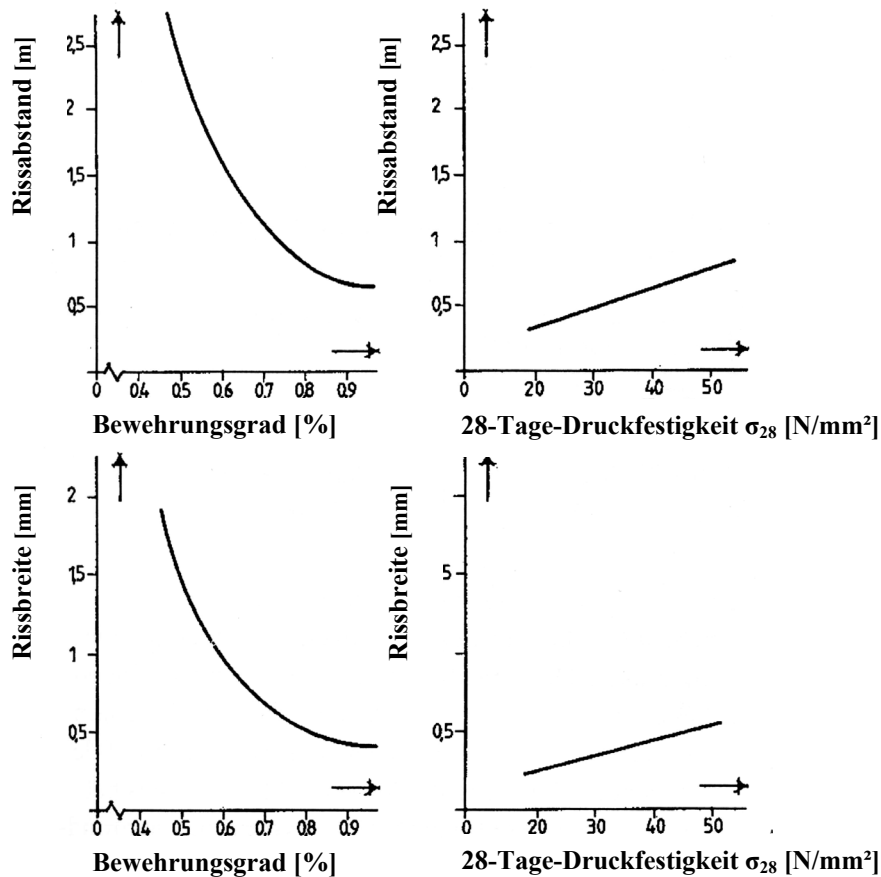 Rissabstand [m]
2,5
2
1,5
1
0,5
0 0,4 0,5 0,6 0,7 0,8 0,9
Bewehrungsgrad [%]
Rissabstand [m]
2,5
2
1,5
1
0,5
0 20 30 40 50
28-Tage-Druckfestigkeit σ₂₈ [N/mm²]
Rissbreite [mm]
2
1,5
1
0,5
0 0,4 0,5 0,6 0,7 0,8 0,9
Bewehrungsgrad [%]
Rissbreite [mm]
5
0,5
0 20 30 40 50
28-Tage-Druckfestigkeit σ₂₈ [N/mm²]